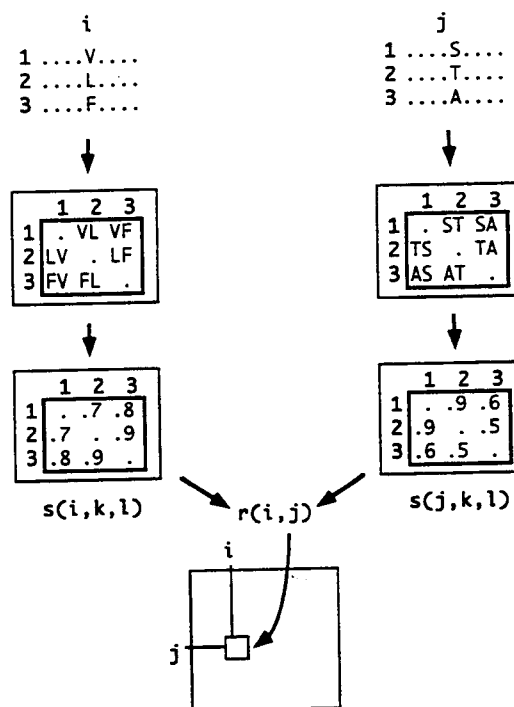 i
1 ....V....
2 ....L....
3 ....F....
1 2 3
1 . VL VF
2 LV . LF
3 FV FL .
1 2 3
1 . .7 .8
2 .7 . .9
3 .8 .9 .
s(i,k,l)
j
1 ....S....
2 ....T....
3 ....A....
1 2 3
1 . ST SA
2 TS . TA
3 AS AT .
1 2 3
1 . .9 .6
2 .9 . .5
3 .6 .5 .
s(j,k,l)
r(i,j)
i
j